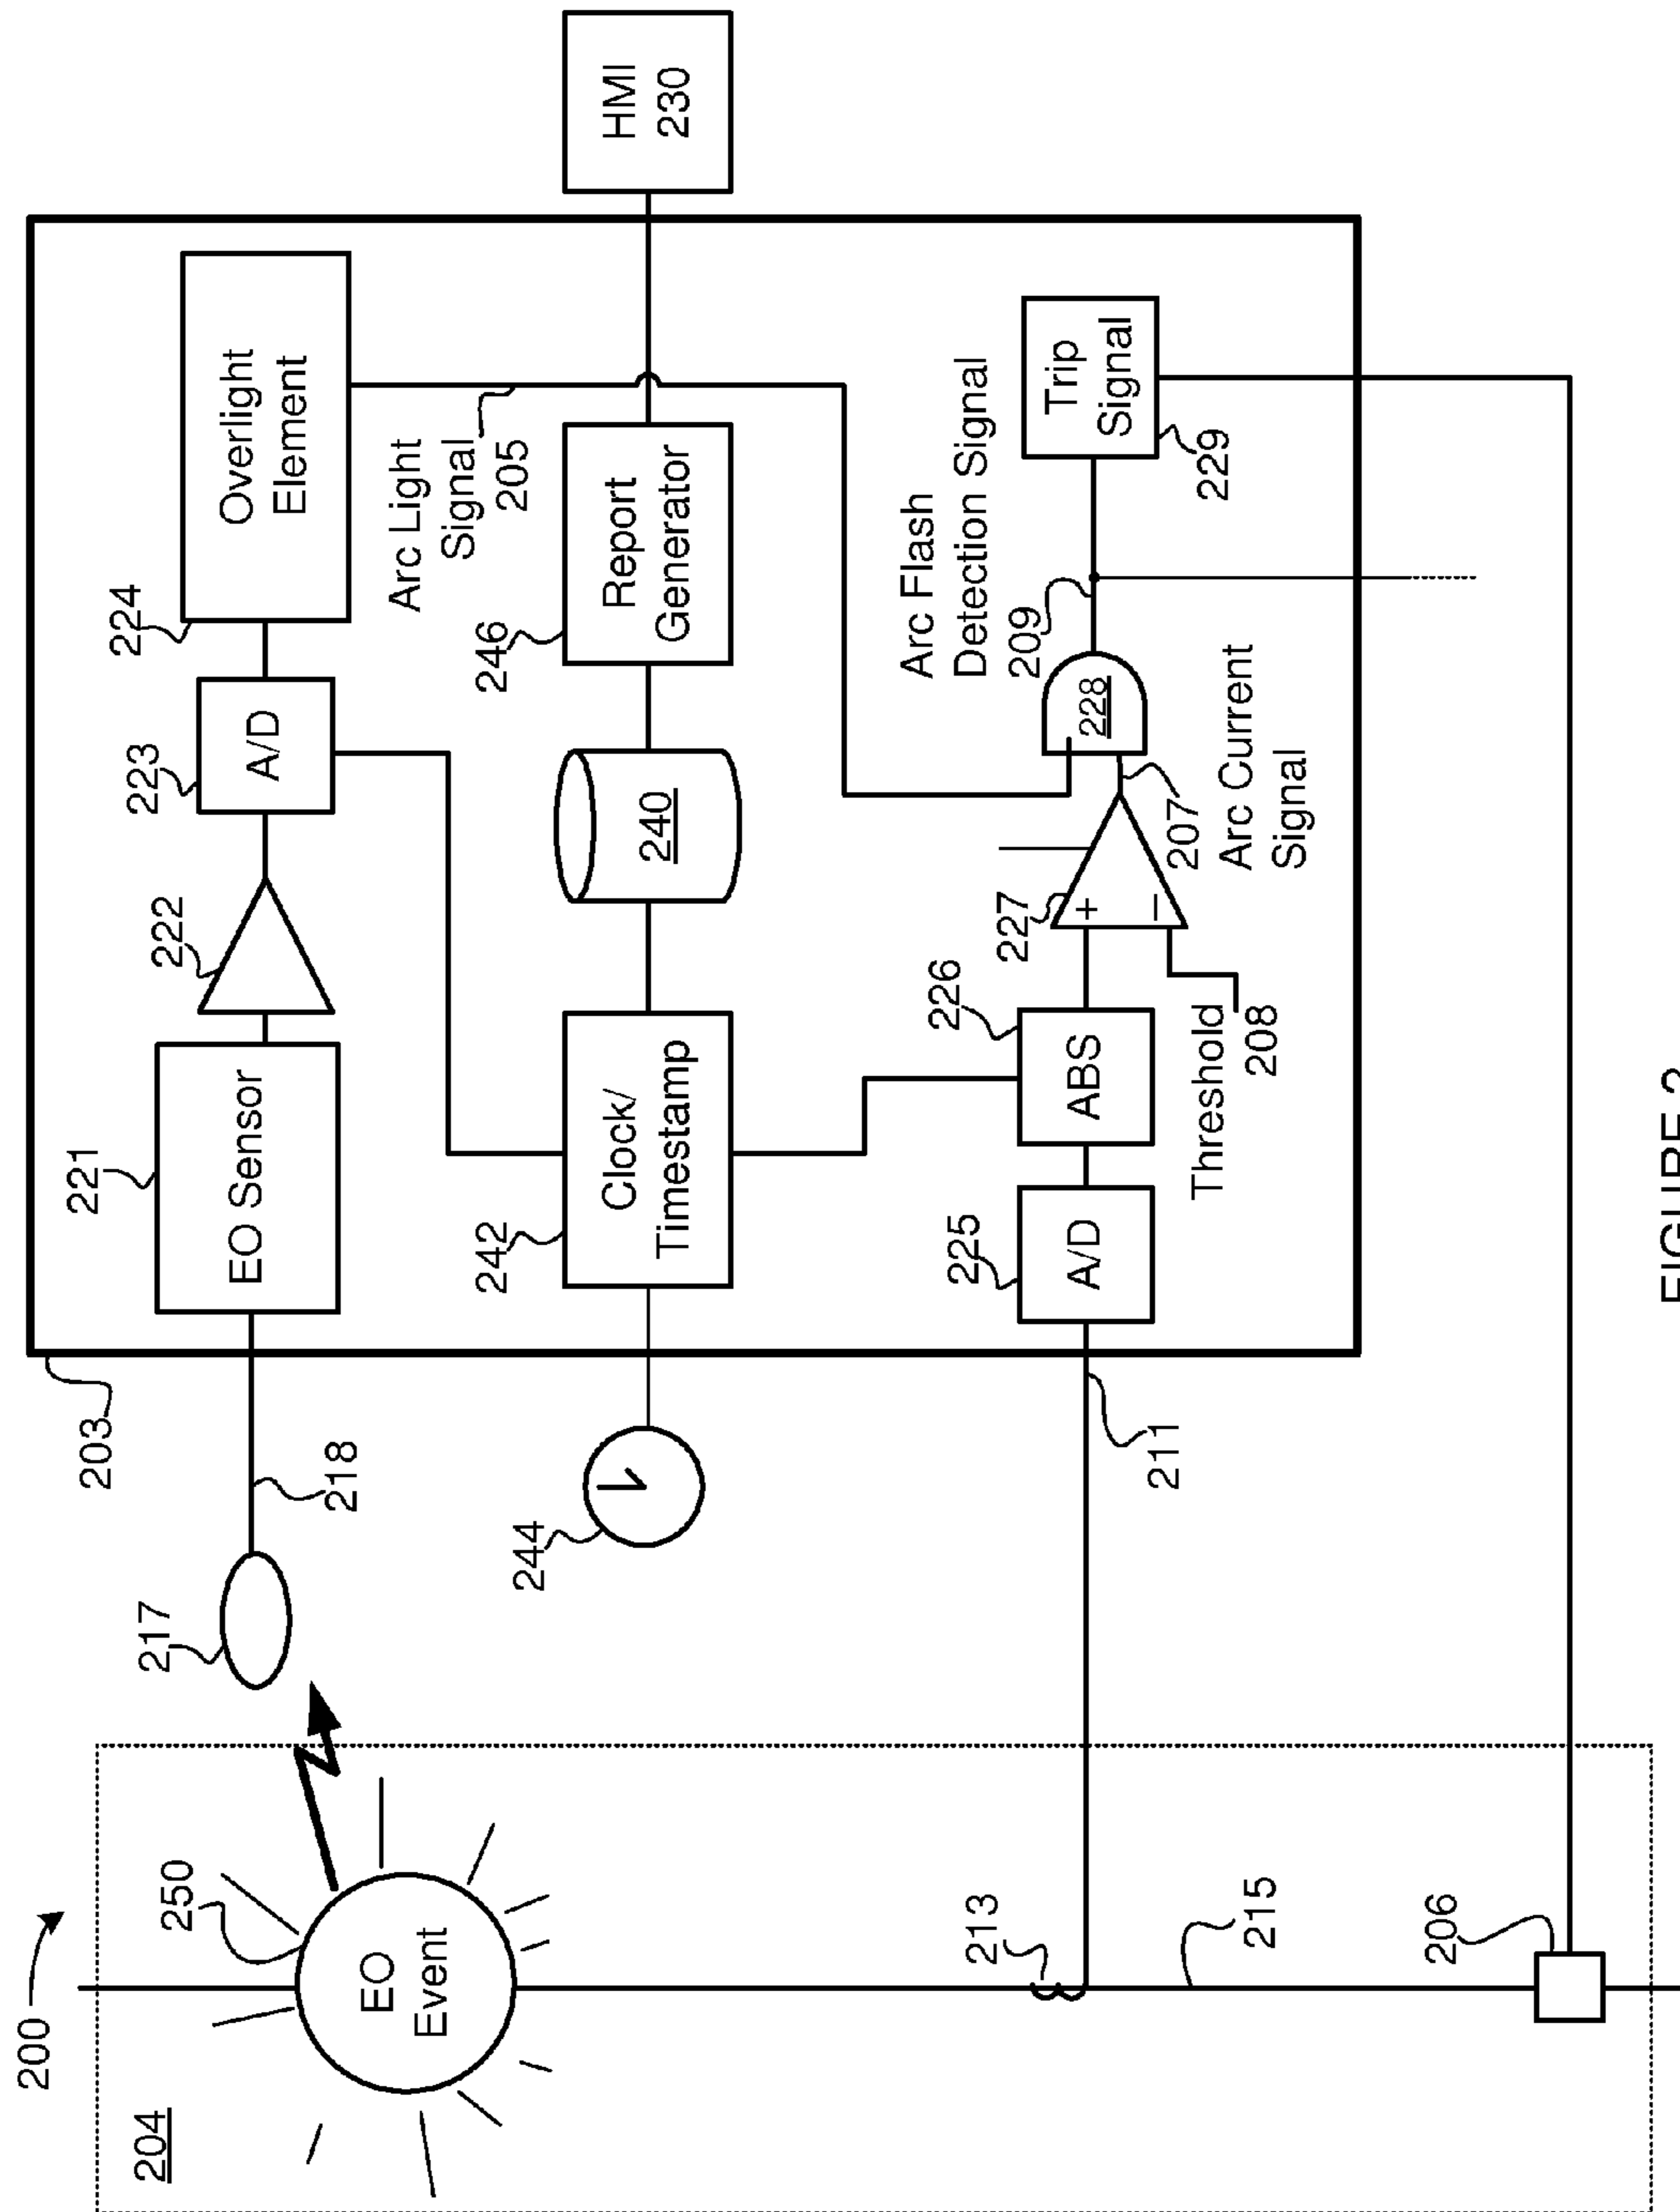 200
204
250
EO
Event
217
218
203
221
EO Sensor
222
223
A/D
224
Overlight
Element
Arc Light
Signal
205
244
242
Clock/
Timestamp
240
246
Report
Generator
HMI
230
213
215
206
211
225
A/D
226
ABS
Threshold
208
227
+
−
207
Arc Current
Signal
228
209
Arc Flash
Detection Signal
Trip
Signal
229